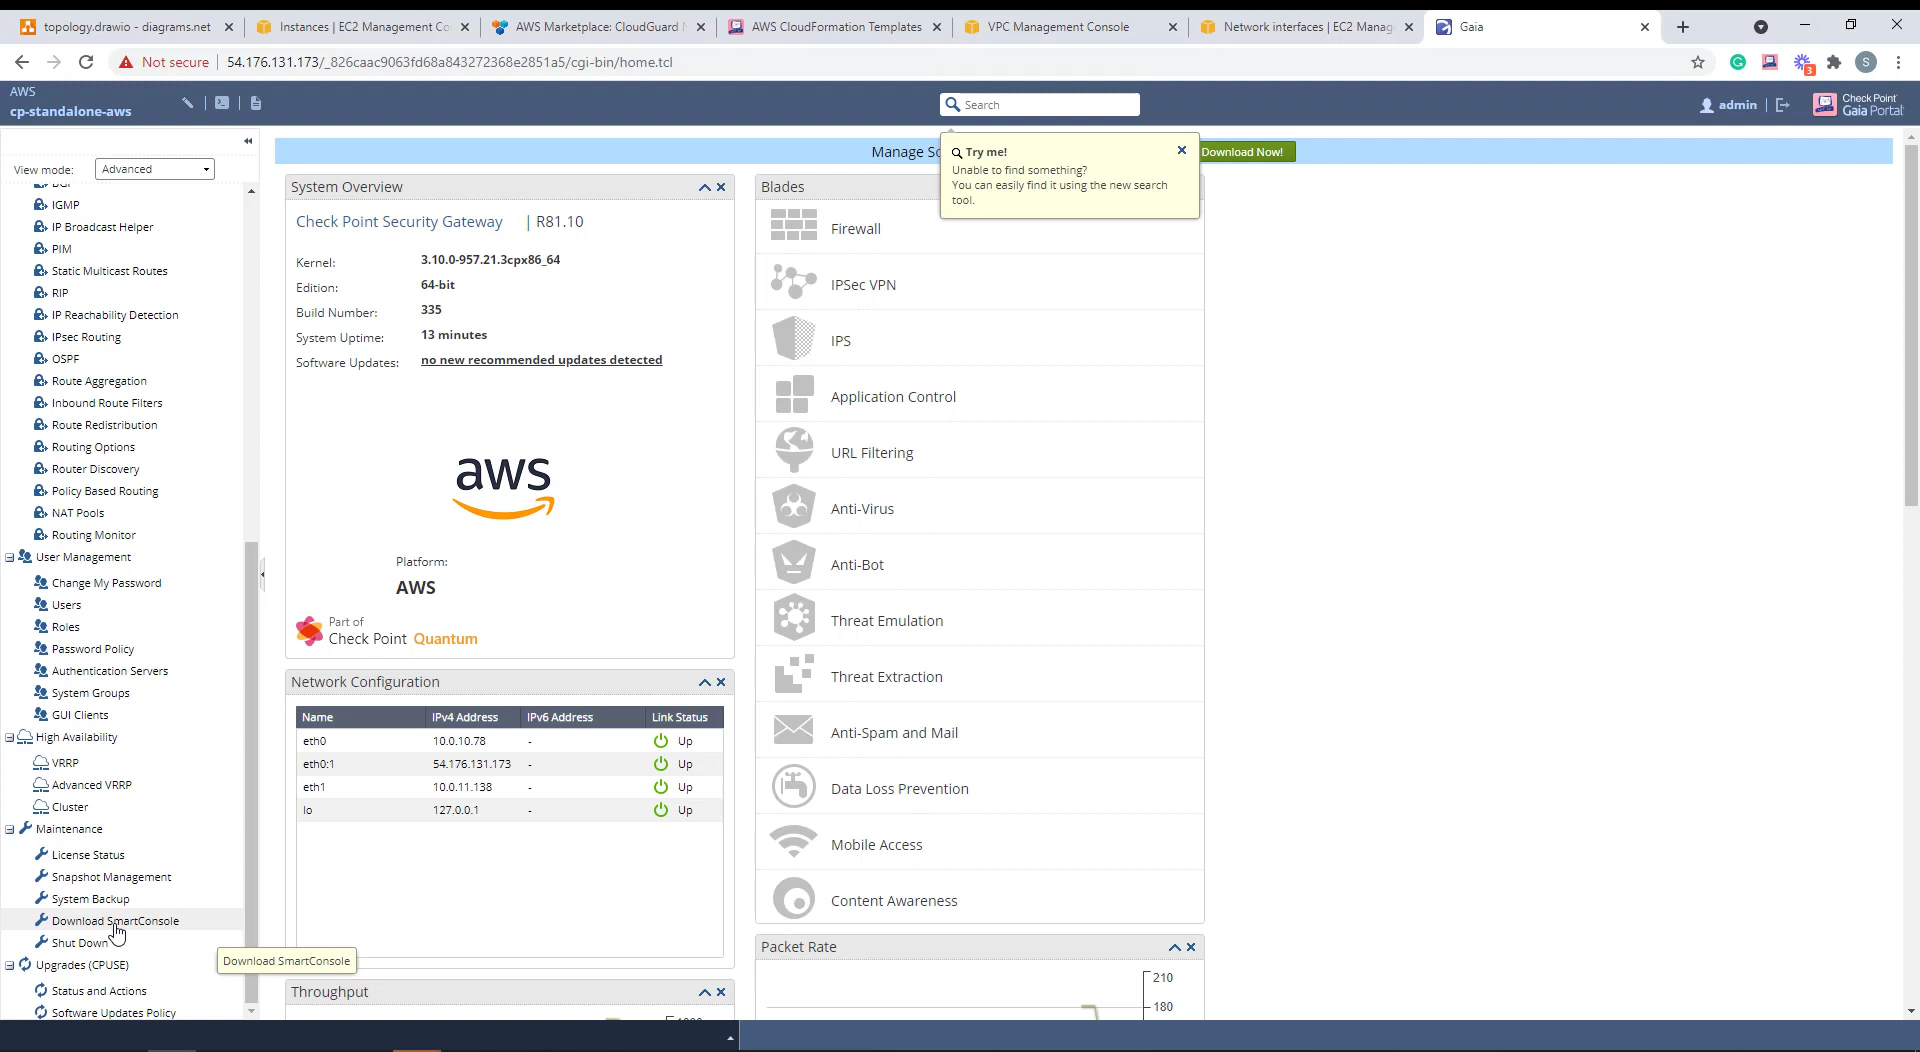 topology.drawio - diagrams.net
Instances | EC2 Management Co
AWS Marketplace: CloudGuard
AWS CloudFormation Templates
VPC Management Console
Network interfaces | EC2 Manag
Gaia
Not secure
54.176.131.173/_826caac9063fd68a843272368e2851a5/cgi-bin/home.tcl
3
S
AWS
cp-standalone-aws
Search
admin
Check Point
Gaia Portal
View mode:
Advanced
BGP
IGMP
IP Broadcast Helper
PIM
Static Multicast Routes
RIP
IP Reachability Detection
IPsec Routing
OSPF
Route Aggregation
Inbound Route Filters
Route Redistribution
Routing Options
Router Discovery
Policy Based Routing
NAT Pools
Routing Monitor
User Management
Change My Password
Users
Roles
Password Policy
Authentication Servers
System Groups
GUI Clients
High Availability
VRRP
Advanced VRRP
Cluster
Maintenance
License Status
Snapshot Management
System Backup
Download SmartConsole
Shut Down
Upgrades (CPUSE)
Status and Actions
Software Updates Policy
Download SmartConsole
Manage So
Download Now!
Try me!
Unable to find something?
You can easily find it using the new search
tool.
System Overview
Check Point Security Gateway | R81.10
Kernel: 3.10.0-957.21.3cpx86_64
Edition: 64-bit
Build Number: 335
System Uptime: 13 minutes
Software Updates: no new recommended updates detected
aws
Platform:
AWS
Part of
Check Point Quantum
Network Configuration
Name IPv4 Address IPv6 Address Link Status
eth0 10.0.10.78 - Up
eth0:1 54.176.131.173 - Up
eth1 10.0.11.138 - Up
lo 127.0.0.1 - Up
Throughput
Blades
Firewall
IPSec VPN
IPS
Application Control
URL Filtering
Anti-Virus
Anti-Bot
Threat Emulation
Threat Extraction
Anti-Spam and Mail
Data Loss Prevention
Mobile Access
Content Awareness
Packet Rate
210
180